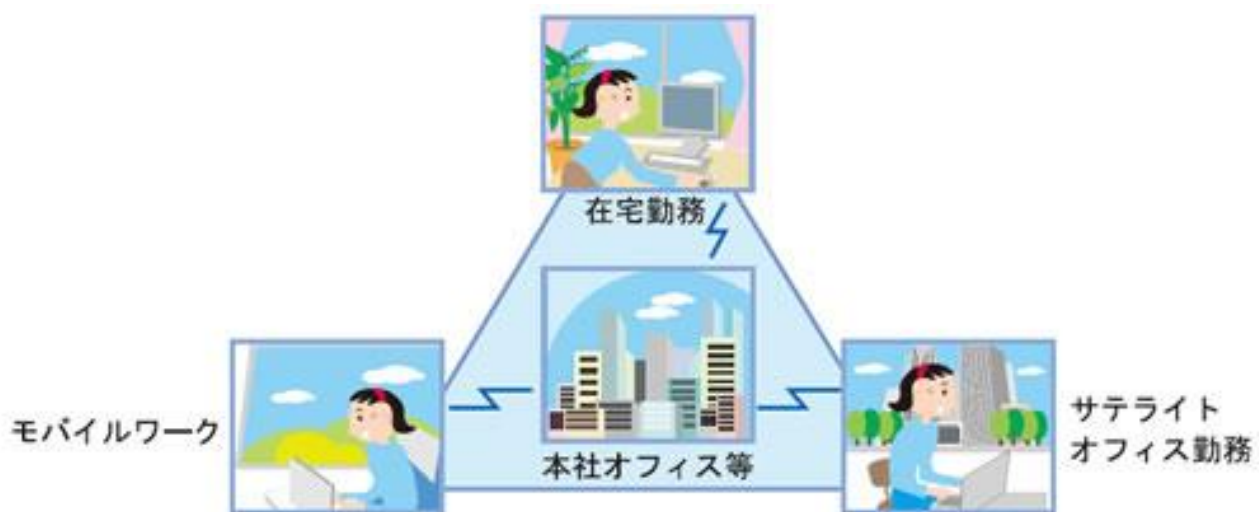 在宅勤務
モバイルワーク
本社オフィス等
サテライト
オフィス勤務